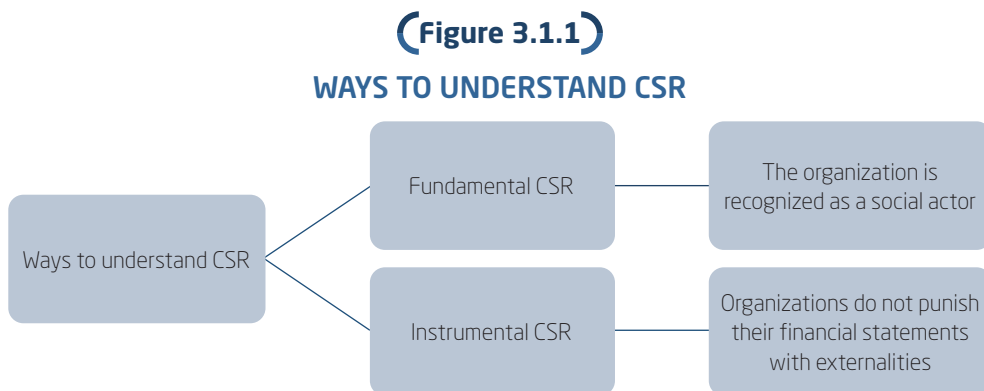 Figure 3.1.1
WAYS TO UNDERSTAND CSR
Ways to understand CSR
Fundamental CSR
The organization is
recognized as a social actor
Instrumental CSR
Organizations do not punish
their financial statements
with externalities